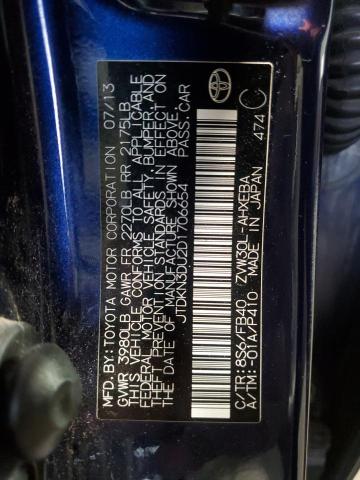 MFD.BY:TOYOTA MOTOR CORPORATION 07/13
GVWR 3980LB GAWR FR 2270LB RR 2175LB
THIS VEHICLE CONFORMS TO ALL APPLICABLE
FEDERAL MOTOR VEHICLE SAFETY, BUMPER, AND
THEFT PREVENTION STANDARDS IN EFFECT ON
THE DATE OF MANUFACTURE SHOWN ABOVE.
JTDKN3DU2D1706654 PASS.CAR
C/TR:8S6/FB40 ZVW30L-AHXEBA
A/TM:-01A/P410 MADE IN JAPAN
474 C